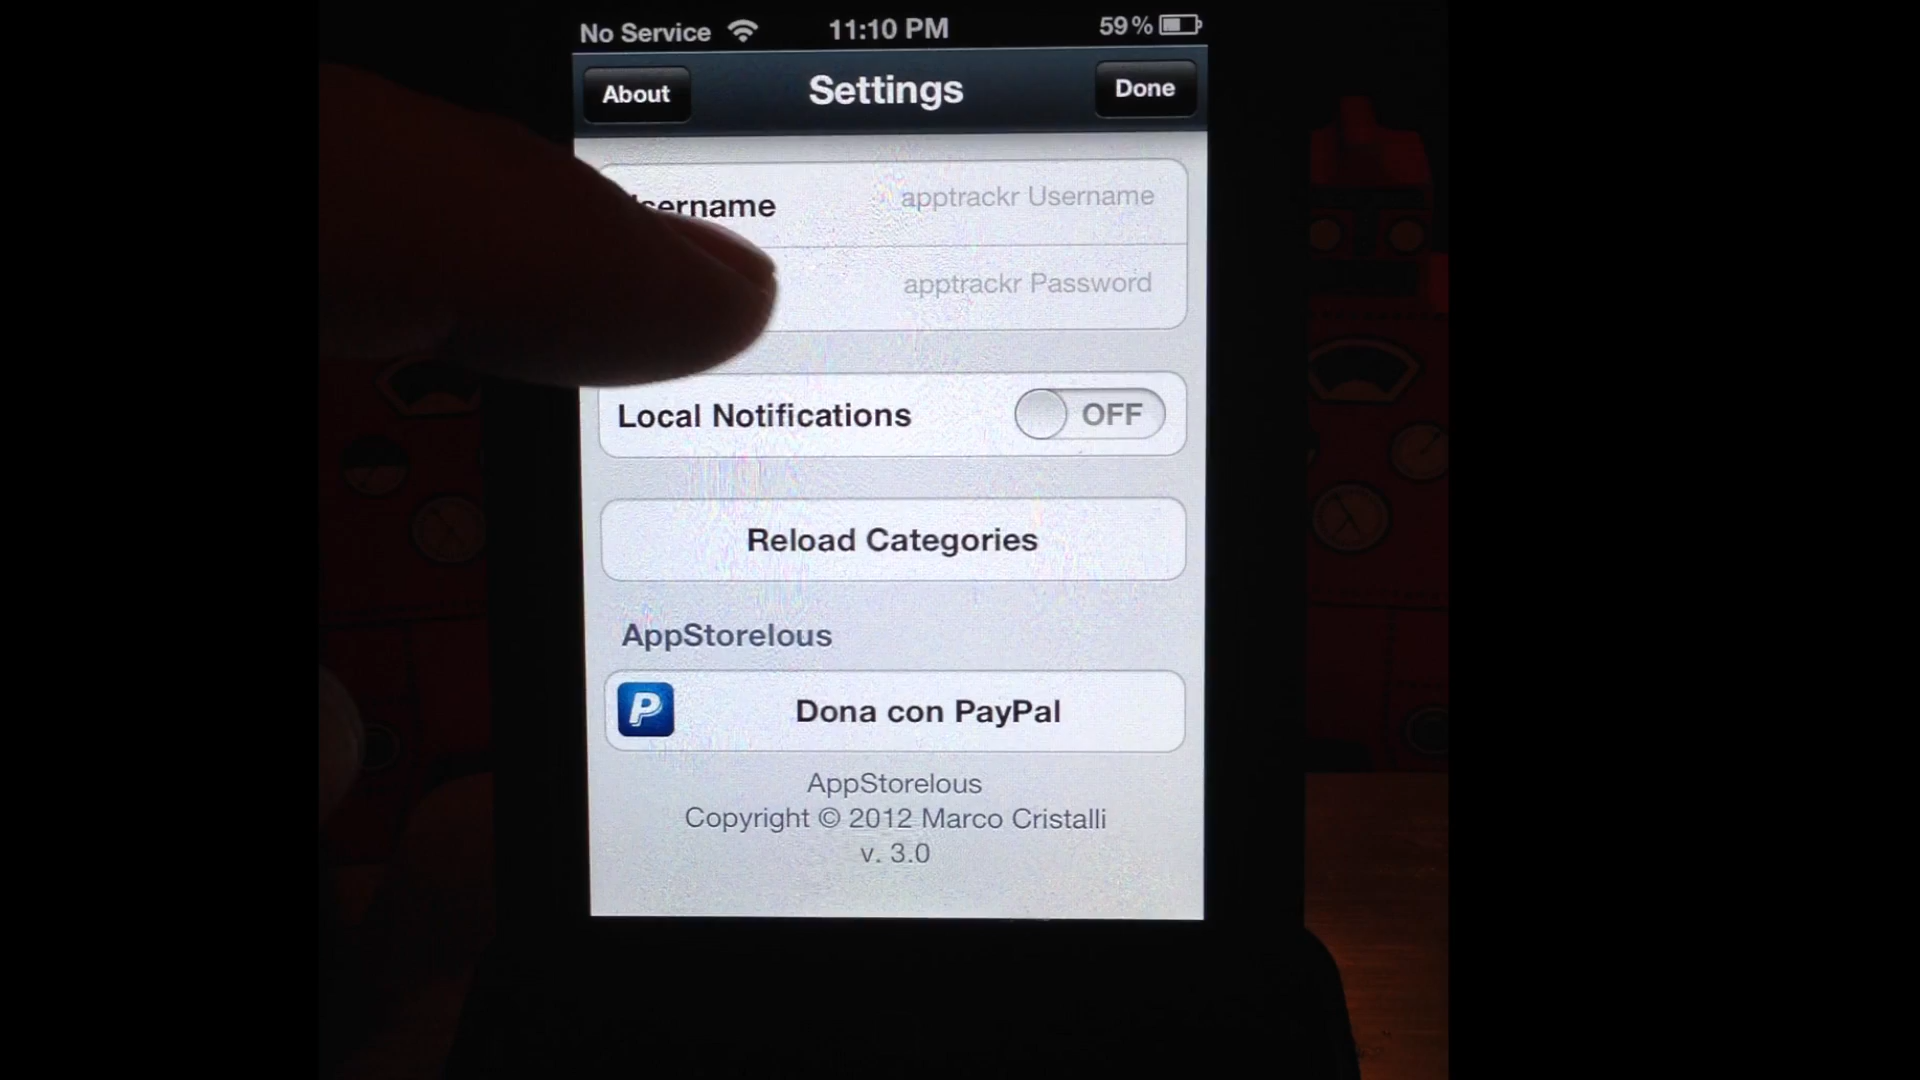 No Service 11:10 PM 59%
About Settings Done
apptrackr Username
apptrackr Password
Local Notifications OFF
Reload Categories
AppStorelous
P Dona con PayPal
AppStorelous
Copyright © 2012 Marco Cristalli
v. 3.0